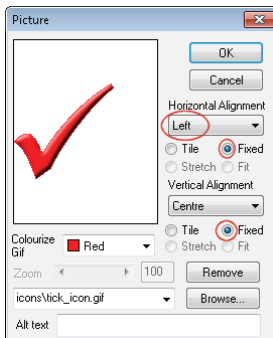 Picture
OK
Cancel
Horizontal Alignment
Left
Tile Fixed
Stretch Fit
Vertical Alignment
Centre
Tile Fixed
Stretch Fit
Colourize
Gif
Red
Zoom 100 Remove
icons\tick_icon.gif Browse...
Alt text